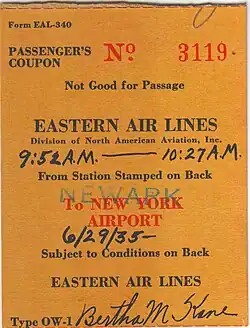 Form EAL-340
PASSENGER'S COUPON Nº 3119
Not Good for Passage
EASTERN AIR LINES
Division of North American Aviation, Inc.
9:52A.M. — 10:27A.M.
From Station Stamped on Back
NEWARK
To NEW YORK
AIRPORT
6/29/35-
Subject to Conditions on Back
EASTERN AIR LINES
Type OW-1 Bertha M Kane